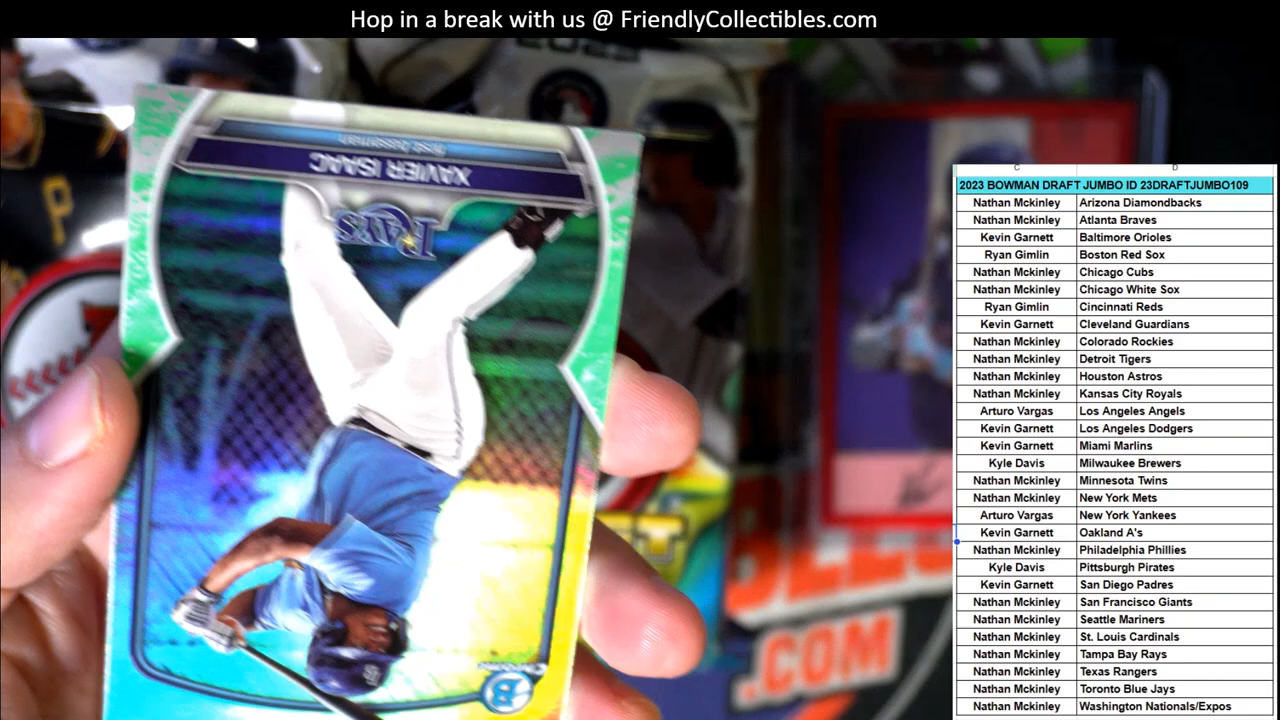 Hop in a break with us @ FriendlyCollectibles.com
2023
first baseman
XAVIER ISAAC
RAYS
P
B
CHROME
.COM
C D
2023 BOWMAN DRAFT JUMBO ID 23DRAFTJUMBO109
Nathan Mckinley Arizona Diamondbacks
Nathan Mckinley Atlanta Braves
Kevin Garnett Baltimore Orioles
Ryan Gimlin Boston Red Sox
Nathan Mckinley Chicago Cubs
Nathan Mckinley Chicago White Sox
Ryan Gimlin Cincinnati Reds
Kevin Garnett Cleveland Guardians
Nathan Mckinley Colorado Rockies
Nathan Mckinley Detroit Tigers
Nathan Mckinley Houston Astros
Nathan Mckinley Kansas City Royals
Arturo Vargas Los Angeles Angels
Kevin Garnett Los Angeles Dodgers
Kevin Garnett Miami Marlins
Kyle Davis Milwaukee Brewers
Nathan Mckinley Minnesota Twins
Nathan Mckinley New York Mets
Arturo Vargas New York Yankees
Kevin Garnett Oakland A's
Nathan Mckinley Philadelphia Phillies
Kyle Davis Pittsburgh Pirates
Kevin Garnett San Diego Padres
Nathan Mckinley San Francisco Giants
Nathan Mckinley Seattle Mariners
Nathan Mckinley St. Louis Cardinals
Nathan Mckinley Tampa Bay Rays
Nathan Mckinley Texas Rangers
Nathan Mckinley Toronto Blue Jays
Nathan Mckinley Washington Nationals/Expos